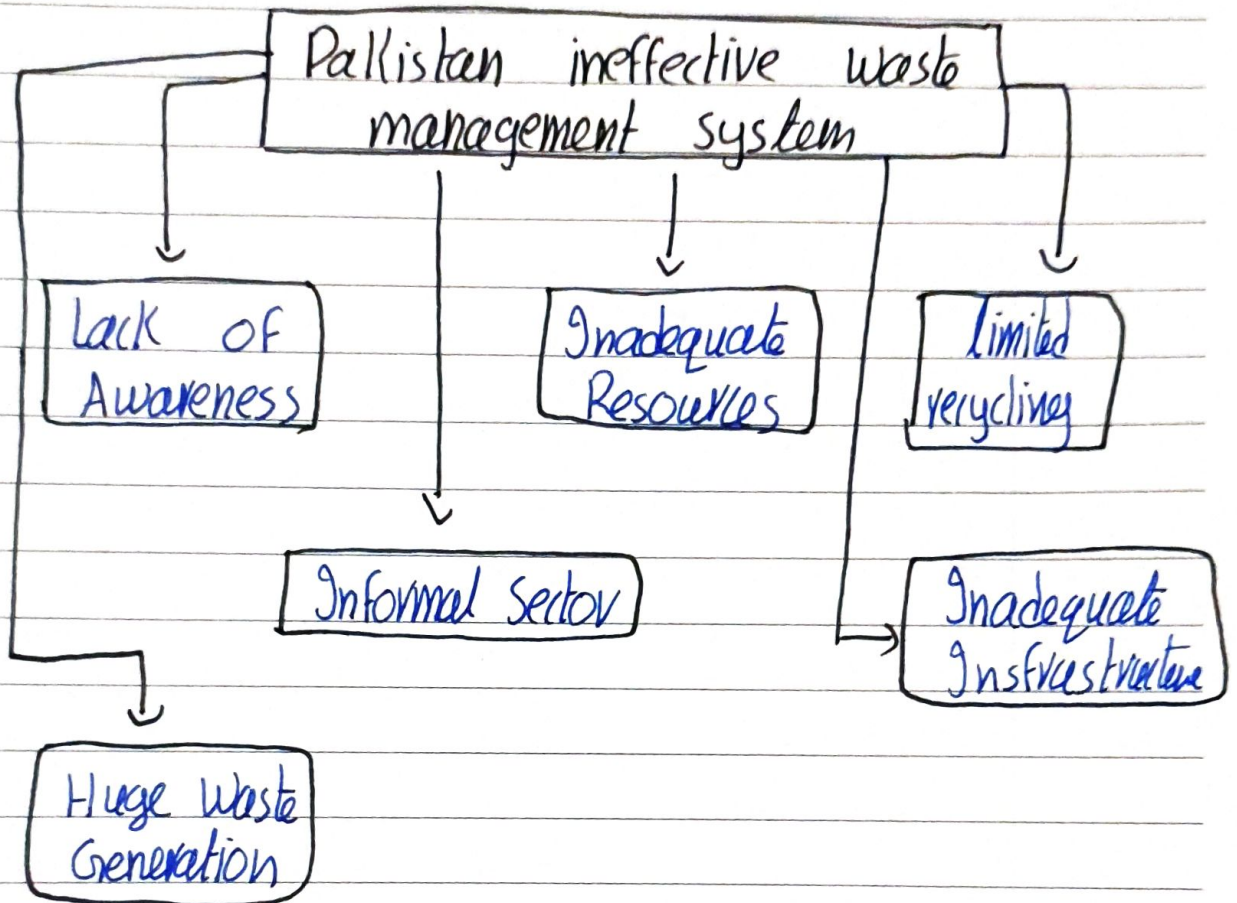 Pakistan ineffective waste
management system
Lack of
Awareness
Inadequate
Resources
limited
recycling
Informal Sector
Inadequate
Insfrastructure
Huge Waste
Generation